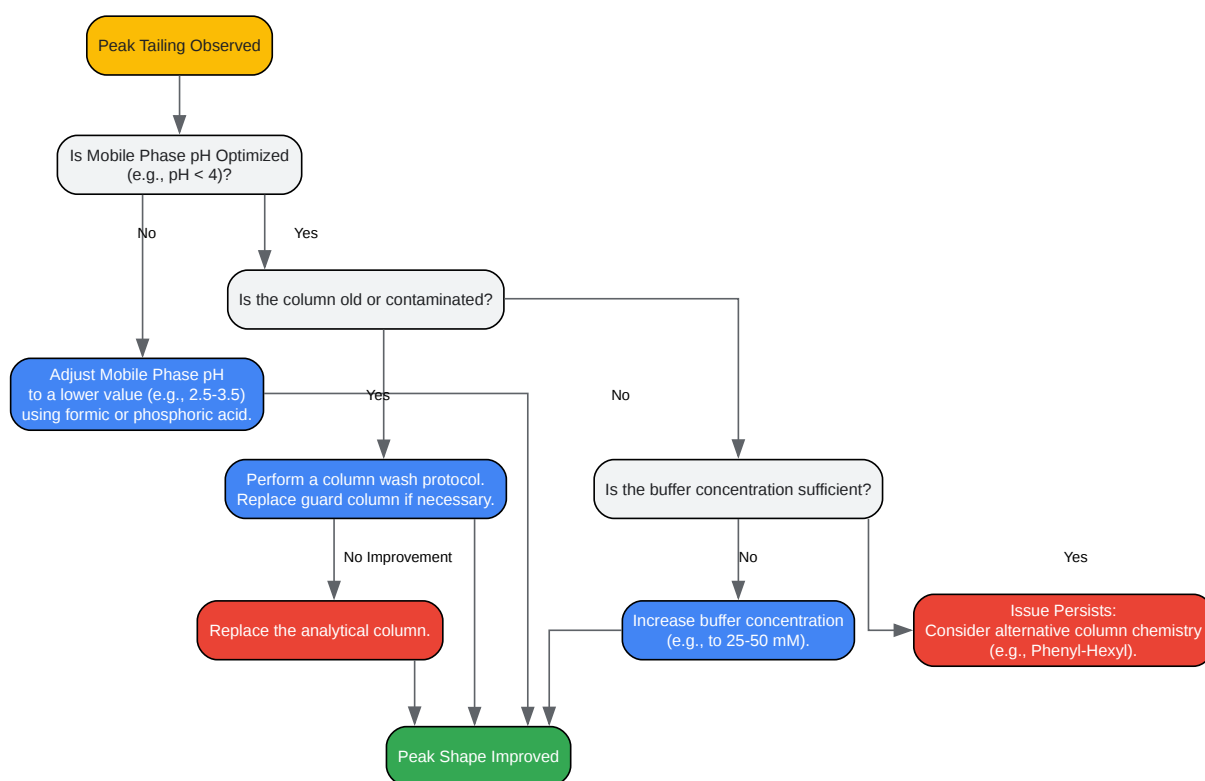 Peak Tailing Observed
Is Mobile Phase pH Optimized
(e.g., pH < 4)?
No
Yes
Is the column old or contaminated?
Adjust Mobile Phase pH
to a lower value (e.g., 2.5-3.5)
using formic or phosphoric acid.
Yes
No
Perform a column wash protocol.
Replace guard column if necessary.
Is the buffer concentration sufficient?
No Improvement
No
Yes
Replace the analytical column.
Increase buffer concentration
(e.g., to 25-50 mM).
Issue Persists:
Consider alternative column chemistry
(e.g., Phenyl-Hexyl).
Peak Shape Improved